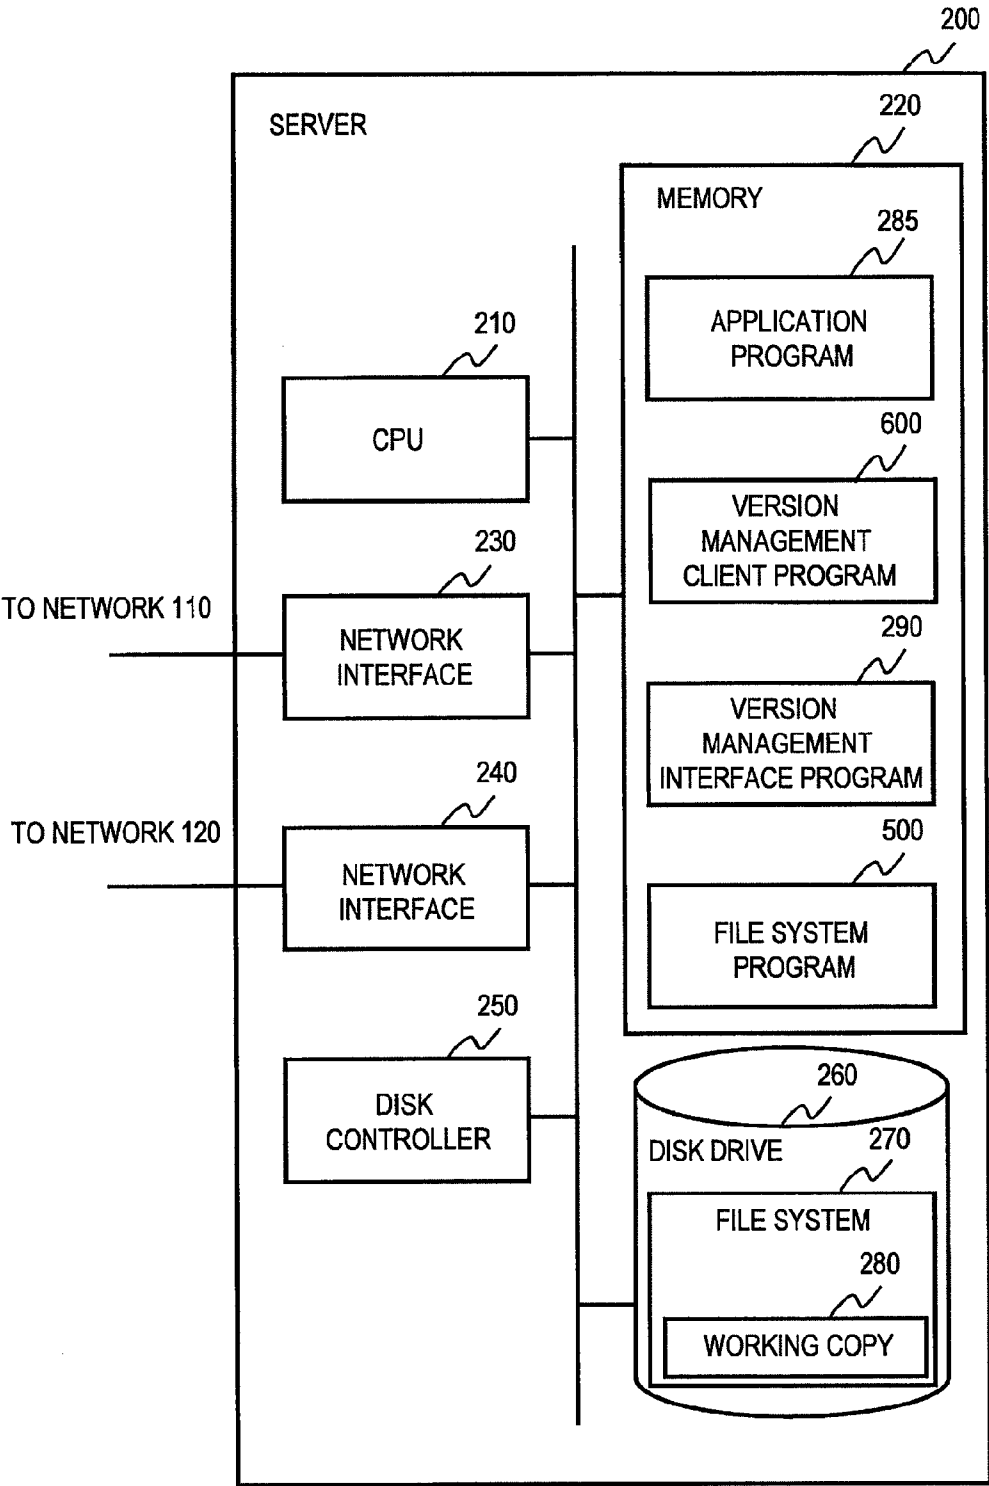 200
SERVER
220
MEMORY
285
APPLICATION
PROGRAM
210
CPU
600
VERSION
MANAGEMENT
CLIENT PROGRAM
230
TO NETWORK 110
NETWORK
INTERFACE
290
VERSION
MANAGEMENT
INTERFACE PROGRAM
240
TO NETWORK 120
NETWORK
INTERFACE
500
FILE SYSTEM
PROGRAM
250
DISK
CONTROLLER
260
DISK DRIVE
270
FILE SYSTEM
280
WORKING COPY